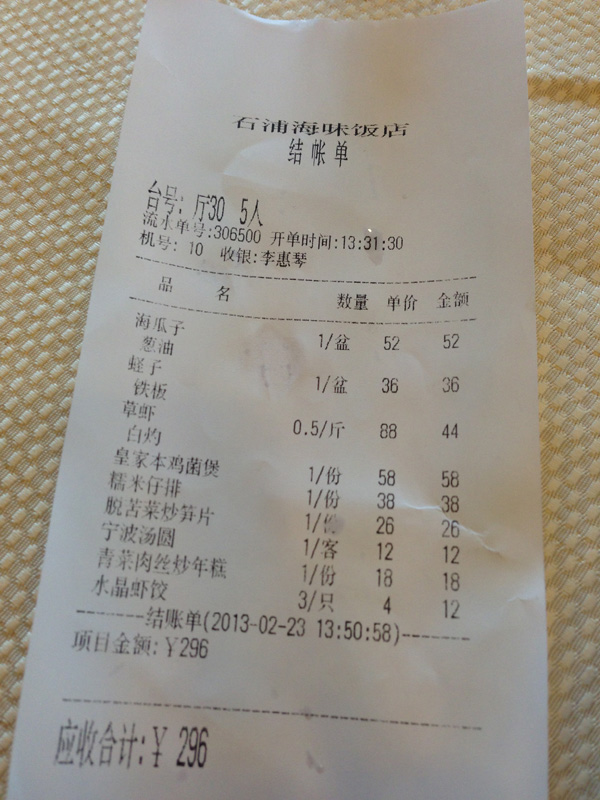 石浦海味饭店
结帐单
台号: 厅30 5人
流水单号:306500 开单时间:13:31:30
机号: 10 收银:李惠琴
品 名 数量 单价 金额
海瓜子
葱油 1/盆 52 52
蛏子
铁板 1/盆 36 36
草虾
白灼 0.5/斤 88 44
皇家本鸡菌煲 1/份 58 58
糯米仔排 1/份 38 38
脱苦菜炒笋片 1/份 26 26
宁波汤圆 1/客 12 12
青菜肉丝炒年糕 1/份 18 18
水晶虾饺 3/只 4 12
--------结账单(2013-02-23 13:50:58)--------
项目金额:¥296
应收合计:¥ 296